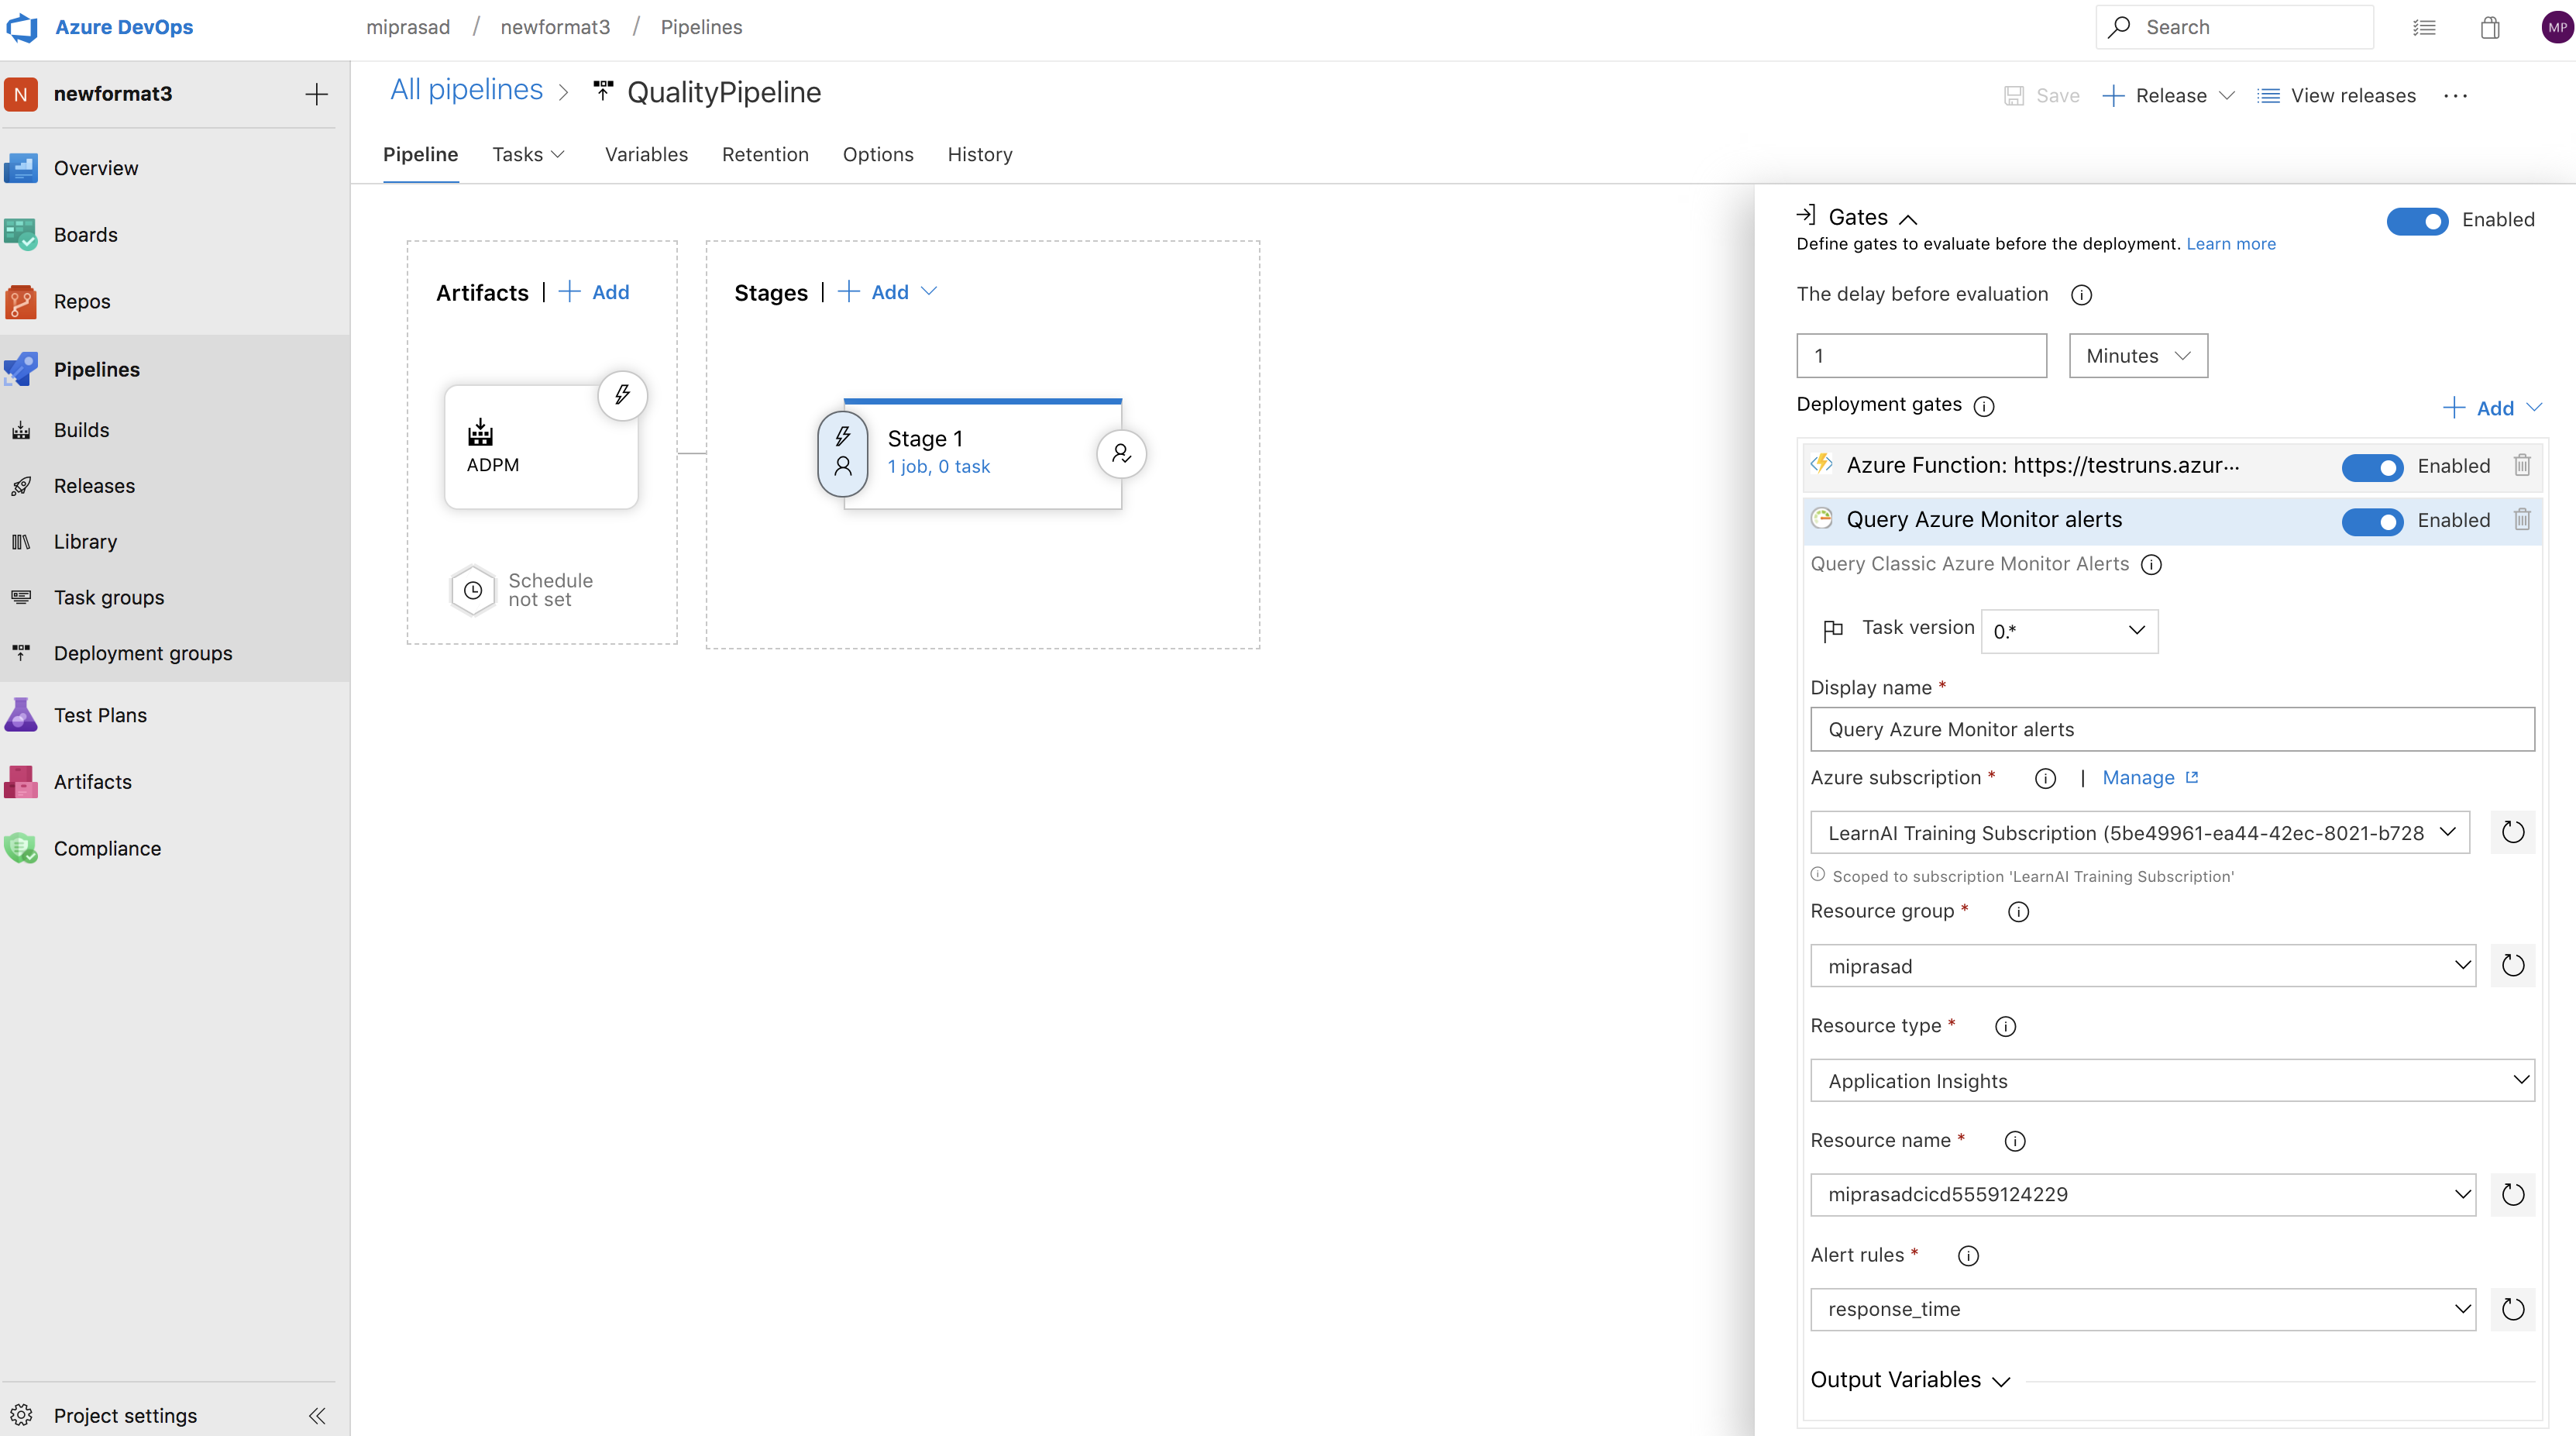 Azure DevOps
miprasad / newformat3 / Pipelines
Search
MP
N newformat3
Overview
Boards
Repos
Pipelines
Builds
Releases
Library
Task groups
Deployment groups
Test Plans
Artifacts
Compliance
Project settings
All pipelines > QualityPipeline
Save
Release
View releases
Pipeline Tasks Variables Retention Options History
Artifacts | + Add
ADPM
Schedule
not set
Stages | + Add
Stage 1
1 job, 0 task
Gates
Enabled
Define gates to evaluate before the deployment. Learn more
The delay before evaluation
1 Minutes
Deployment gates
+ Add
Azure Function: https://testruns.azur...
Enabled
Query Azure Monitor alerts
Enabled
Query Classic Azure Monitor Alerts
Task version 0.*
Display name *
Query Azure Monitor alerts
Azure subscription * | Manage
LearnAI Training Subscription (5be49961-ea44-42ec-8021-b728
Scoped to subscription 'LearnAI Training Subscription'
Resource group *
miprasad
Resource type *
Application Insights
Resource name *
miprasadcicd5559124229
Alert rules *
response_time
Output Variables